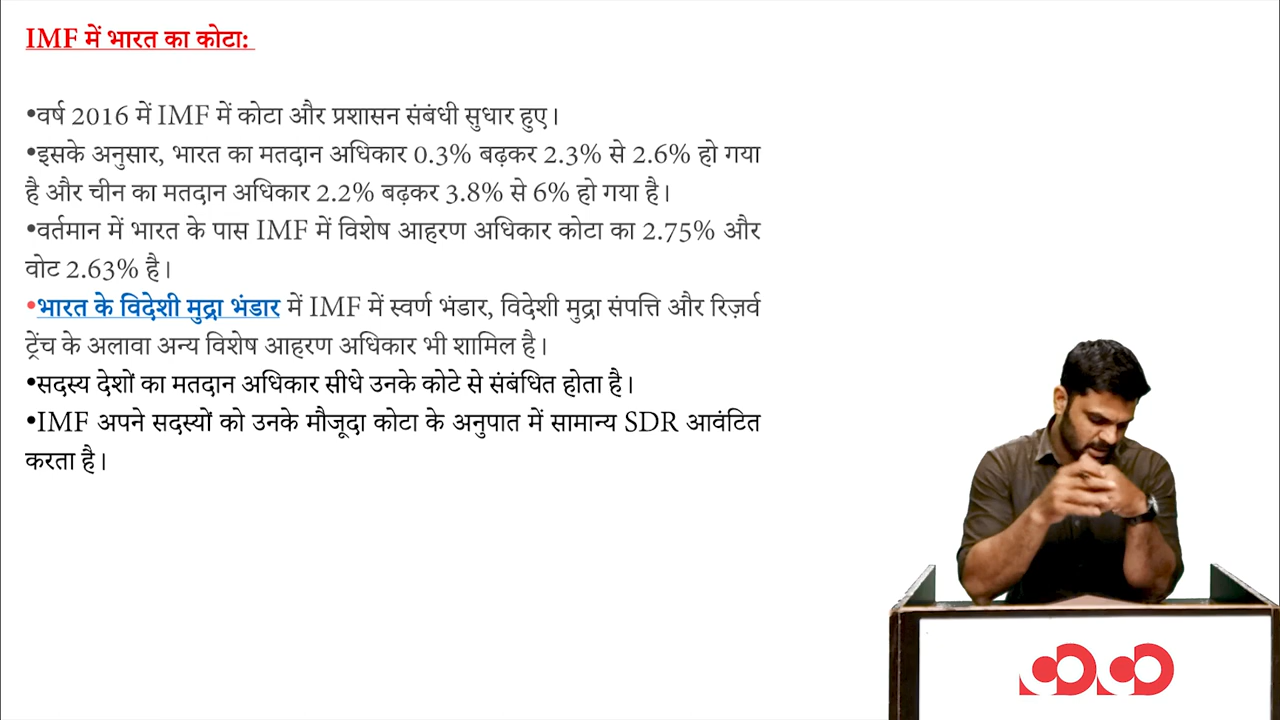 IMF में भारत का कोटा:
•वर्ष 2016 में IMF में कोटा और प्रशासन संबंधी सुधार हुए।
•इसके अनुसार, भारत का मतदान अधिकार 0.3% बढ़कर 2.3% से 2.6% हो गया
है और चीन का मतदान अधिकार 2.2% बढ़कर 3.8% से 6% हो गया है।
•वर्तमान में भारत के पास IMF में विशेष आहरण अधिकार कोटा का 2.75% और
वोट 2.63% है।
•भारत के विदेशी मुद्रा भंडार में IMF में स्वर्ण भंडार, विदेशी मुद्रा संपत्ति और रिज़र्व
ट्रेंच के अलावा अन्य विशेष आहरण अधिकार भी शामिल है।
•सदस्य देशों का मतदान अधिकार सीधे उनके कोटे से संबंधित होता है।
•IMF अपने सदस्यों को उनके मौजूदा कोटा के अनुपात में सामान्य SDR आवंटित
करता है।